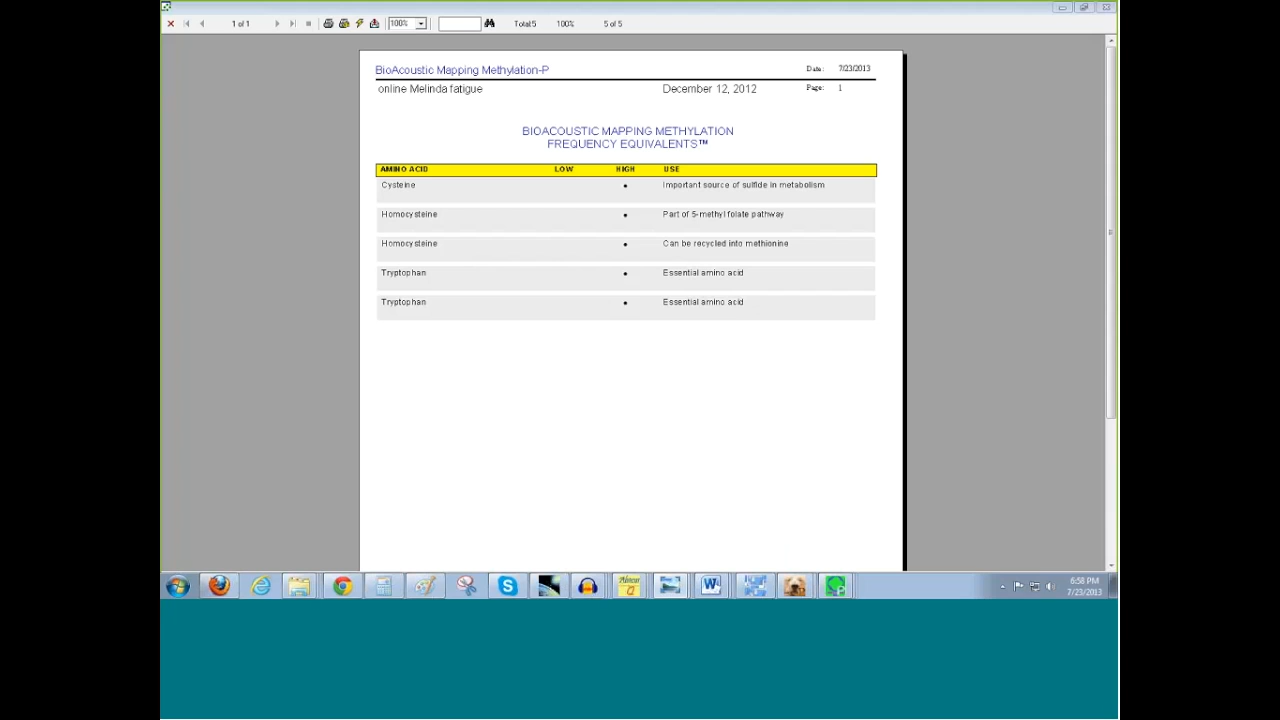 1 of 1 100% Total:5 100% 5 of 5
BioAcoustic Mapping Methylation-P Date: 7/23/2013
online Melinda fatigue December 12, 2012 Page: 1
BIOACOUSTIC MAPPING METHYLATION
FREQUENCY EQUIVALENTS™
AMINO ACID LOW HIGH USE
Cysteine • Important source of sulfide in metabolism
Homocysteine • Part of 5-methyl folate pathway
Homocysteine • Can be recycled into methionine
Tryptophan • Essential amino acid
Tryptophan • Essential amino acid
6:58 PM
7/23/2013